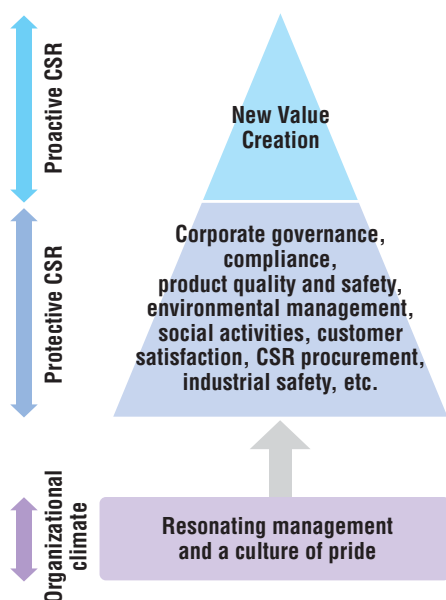 Proactive CSR
New Value
Creation
Protective CSR
Corporate governance,
compliance,
product quality and safety,
environmental management,
social activities, customer
satisfaction, CSR procurement,
industrial safety, etc.
Organizational
climate
Resonating management
and a culture of pride